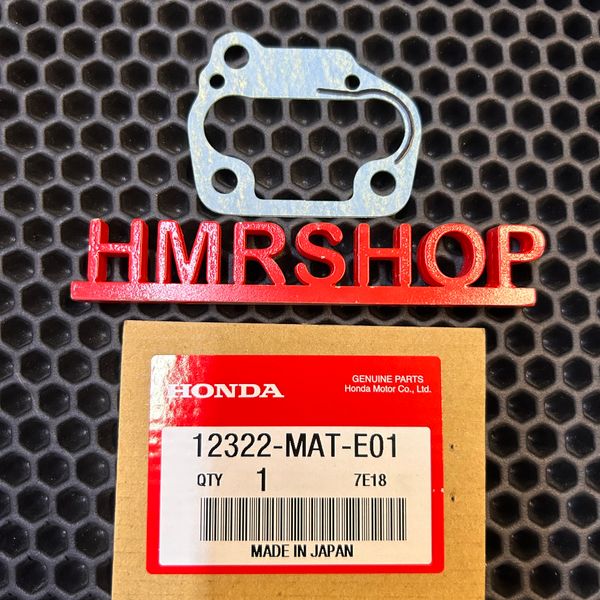 HMRSHOP
HONDA
GENUINE PARTS
Honda Motor Co., Ltd.
12322-MAT-E01
QTY 1 7E18
MADE IN JAPAN